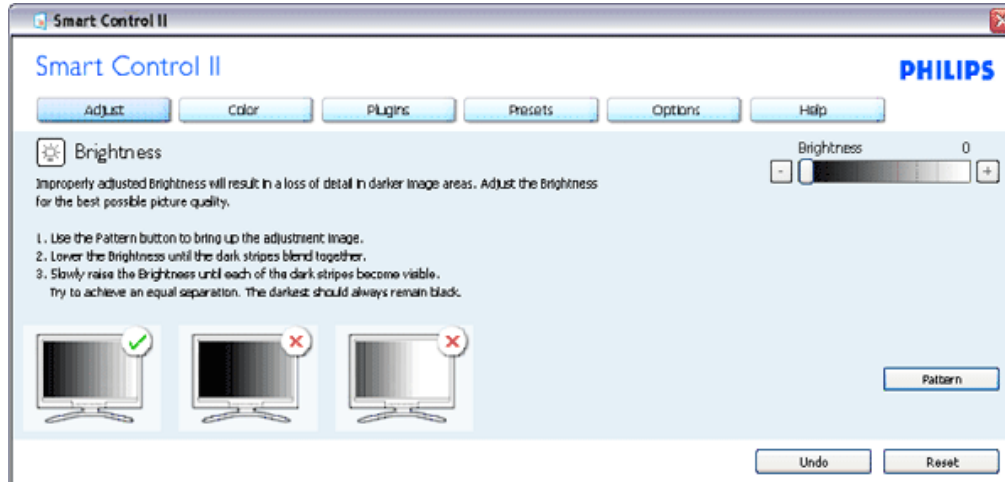 Smart Control II
Smart Control II
PHILIPS
Adjust Color Plugins Presets Options Help
Brightness
Brightness 0
- +
Improperly adjusted Brightness will result in a loss of detail in darker image areas. Adjust the Brightness
for the best possible picture quality.
1. Use the Pattern button to bring up the adjustment image.
2. Lower the Brightness until the dark stripes blend together.
3. Slowly raise the Brightness until each of the dark stripes become visible.
Try to achieve an equal separation. The darkest should always remain black.
Pattern
Undo Reset